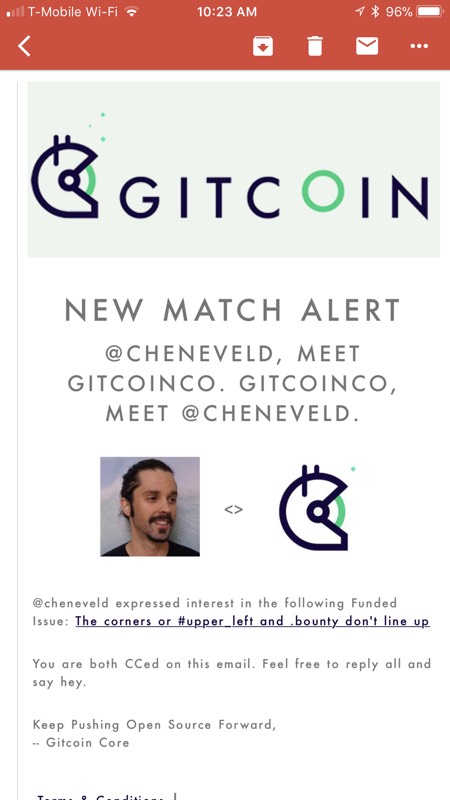 T-Mobile Wi-Fi 10:23 AM 96%
GITCOIN
NEW MATCH ALERT
@CHENEVELD, MEET
GITCOINCO. GITCOINCO,
MEET @CHENEVELD.
<>
@cheneveld expressed interest in the following Funded
Issue: The corners or #upper_left and .bounty don't line up
You are both CCed on this email. Feel free to reply all and
say hey.
Keep Pushing Open Source Forward,
-- Gitcoin Core
Terms & Conditions |